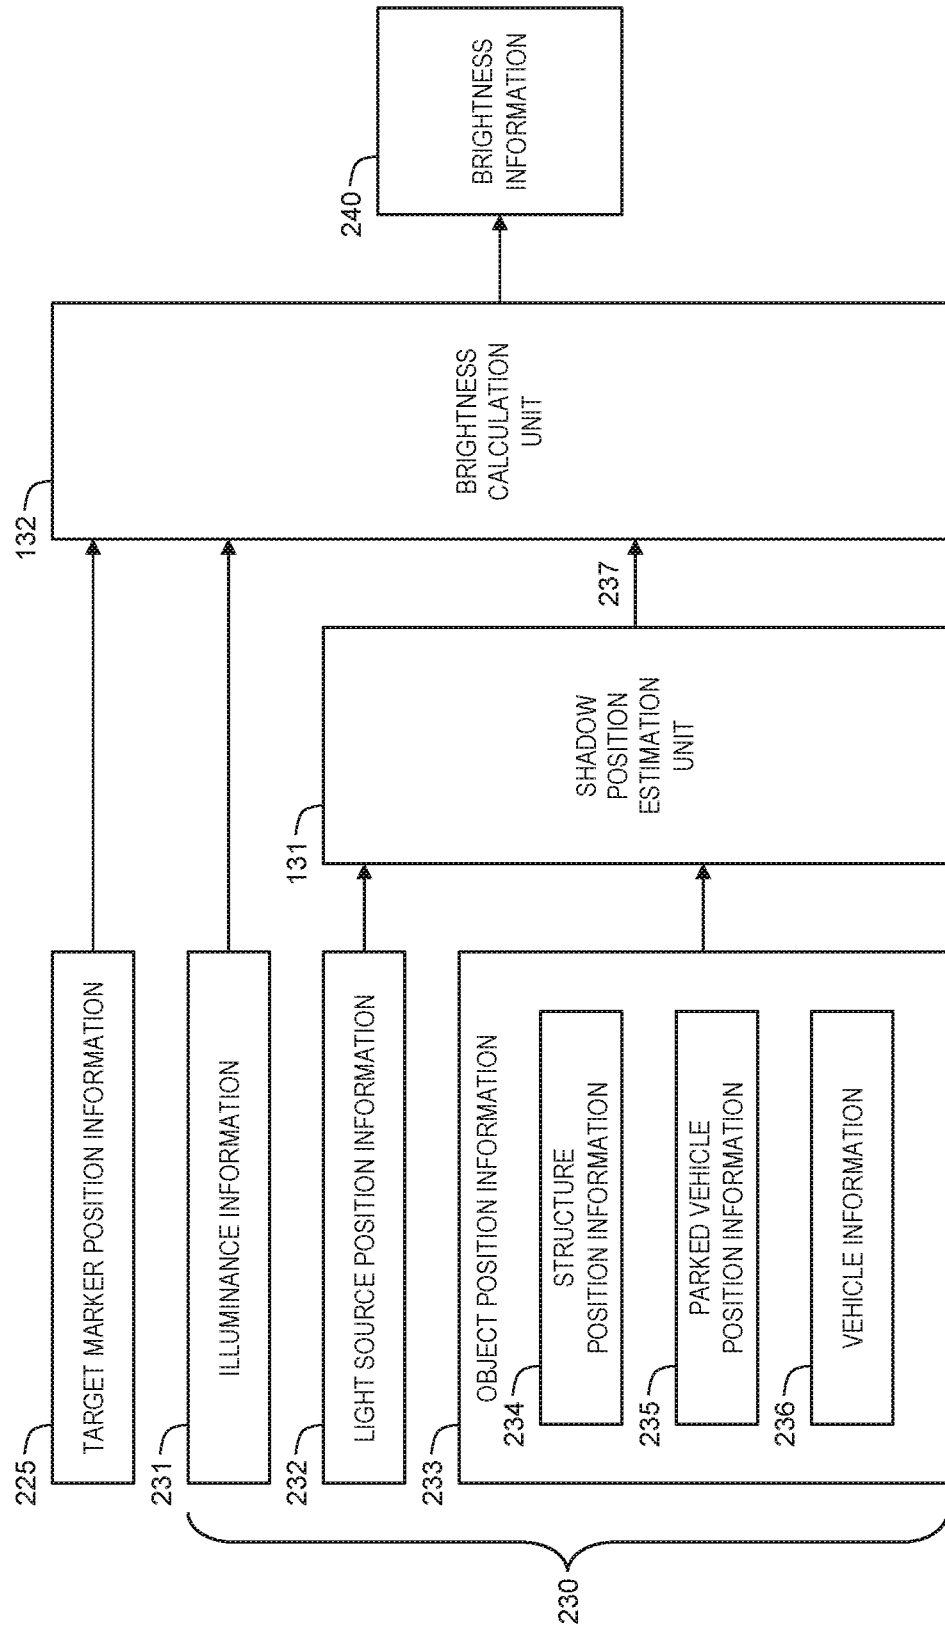 225
TARGET MARKER POSITION INFORMATION
231
ILLUMINANCE INFORMATION
232
LIGHT SOURCE POSITION INFORMATION
233
OBJECT POSITION INFORMATION
234
STRUCTURE
POSITION INFORMATION
235
PARKED VEHICLE
POSITION INFORMATION
236
VEHICLE INFORMATION
230
131
SHADOW
POSITION
ESTIMATION
UNIT
237
132
BRIGHTNESS
CALCULATION
UNIT
240
BRIGHTNESS
INFORMATION